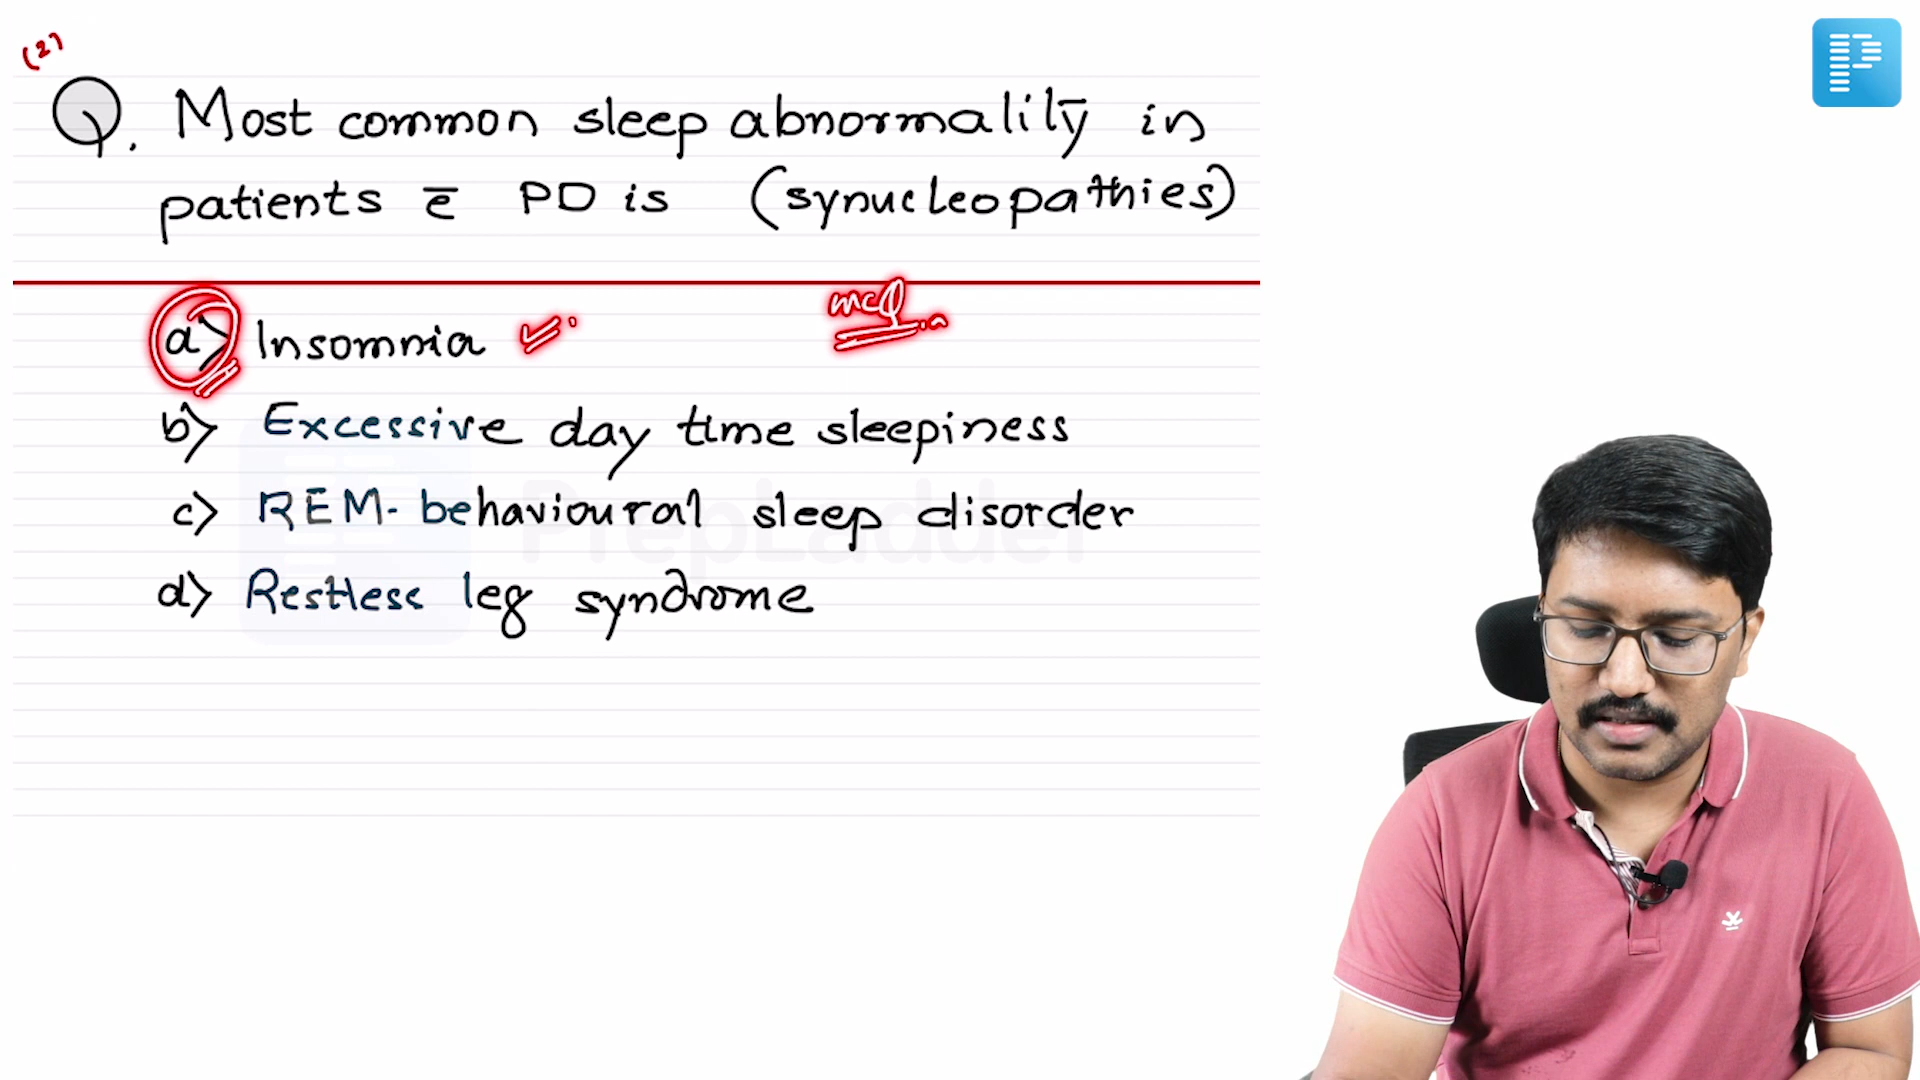 (2)
Q. Most common sleep abnormality in
patients c̄ PD is (synucleopathies)
mcQ
a) Insomnia
b) Excessive day time sleepiness
c) REM- behavioural sleep disorder
d) Restless leg syndrome
PrepLadder